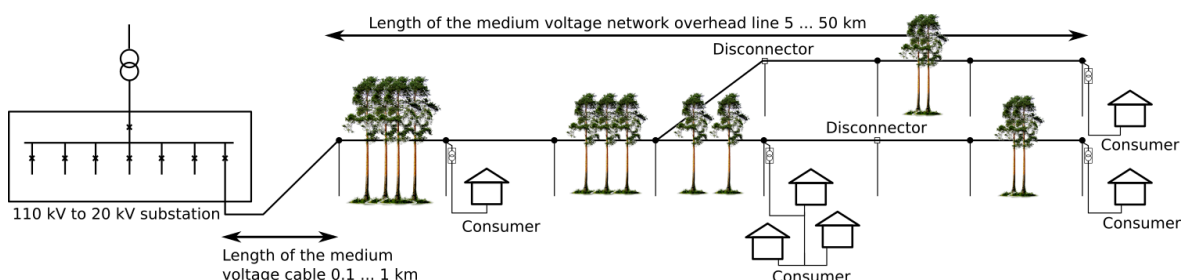 Length of the medium voltage network overhead line 5 ... 50 km
Disconnector
Disconnector
Consumer
110 kV to 20 kV substation
Consumer
Consumer
Length of the medium
voltage cable 0.1 ... 1 km
Consumer